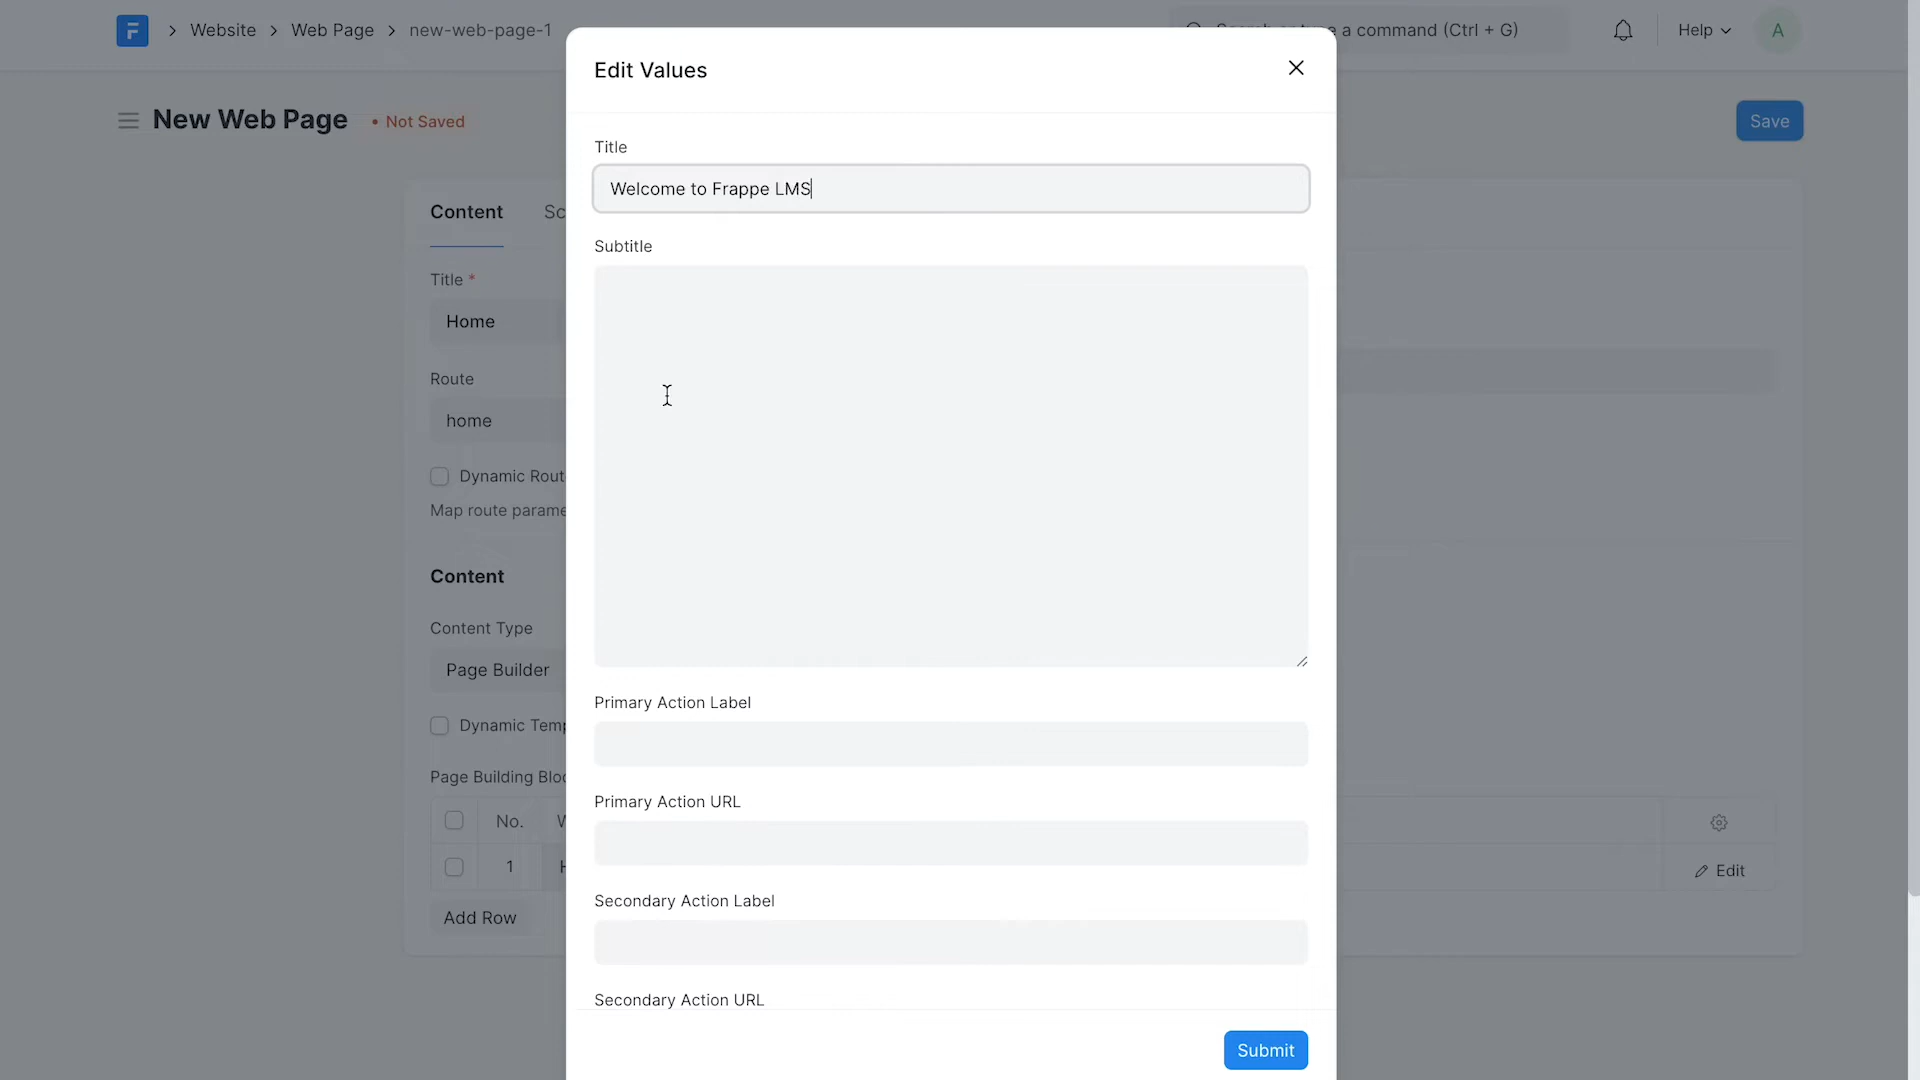 Website
Web Page
new-web-page-1
a command (Ctrl + G)
Help
A
New Web Page
• Not Saved
Save
Edit Values
Title
Welcome to Frappe LMS
Subtitle
Primary Action Label
Primary Action URL
Secondary Action Label
Secondary Action URL
Submit
Content
Sc
Title *
Home
Route
home
Dynamic Rout
Map route parame
Content
Content Type
Page Builder
Dynamic Temp
Page Building Bloc
No.
1
Edit
Add Row